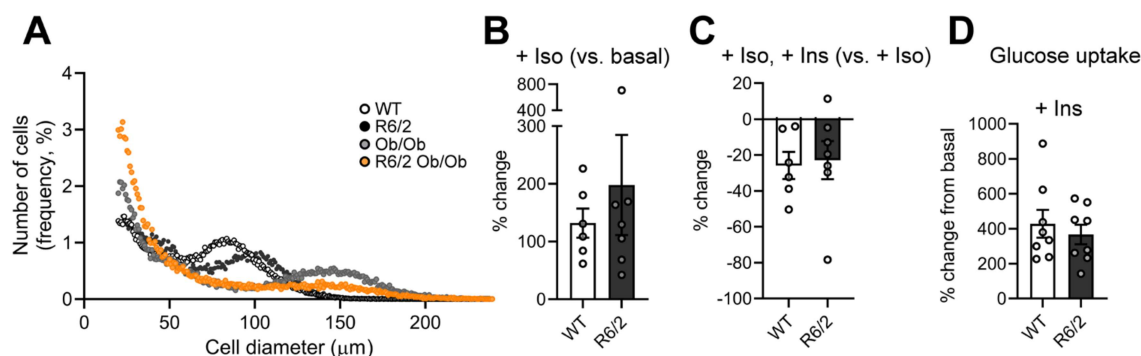 A
Number of cells
(frequency, %)
4
3
2
1
0
0
50
100
150
200
Cell diameter (μm)
WT
R6/2
Ob/Ob
R6/2 Ob/Ob
B
+ Iso (vs. basal)
% change
800
400
300
200
100
0
WT
R6/2
C
+ Iso, + Ins (vs. + Iso)
% change
20
0
-20
-40
-60
-80
-100
WT
R6/2
D
Glucose uptake
+ Ins
% change from basal
1000
800
600
400
200
0
WT
R6/2